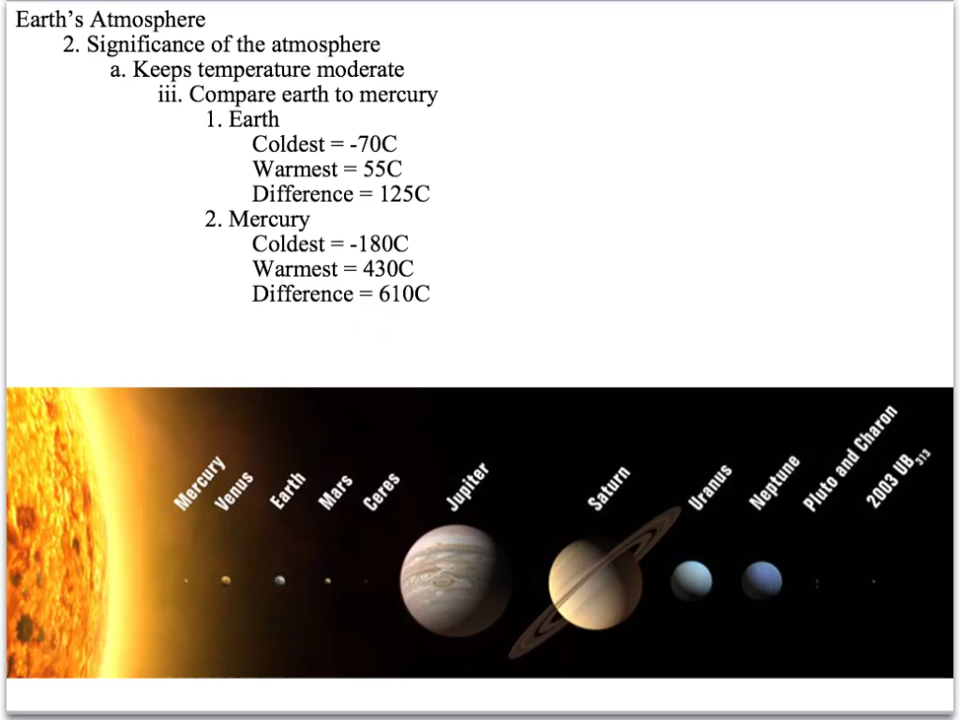 Earth’s Atmosphere
2. Significance of the atmosphere
a. Keeps temperature moderate
iii. Compare earth to mercury
1. Earth
Coldest = -70C
Warmest = 55C
Difference = 125C
2. Mercury
Coldest = -180C
Warmest = 430C
Difference = 610C
Mercury
Venus
Earth
Mars
Ceres
Jupiter
Saturn
Uranus
Neptune
Pluto and Charon
2003 UB313